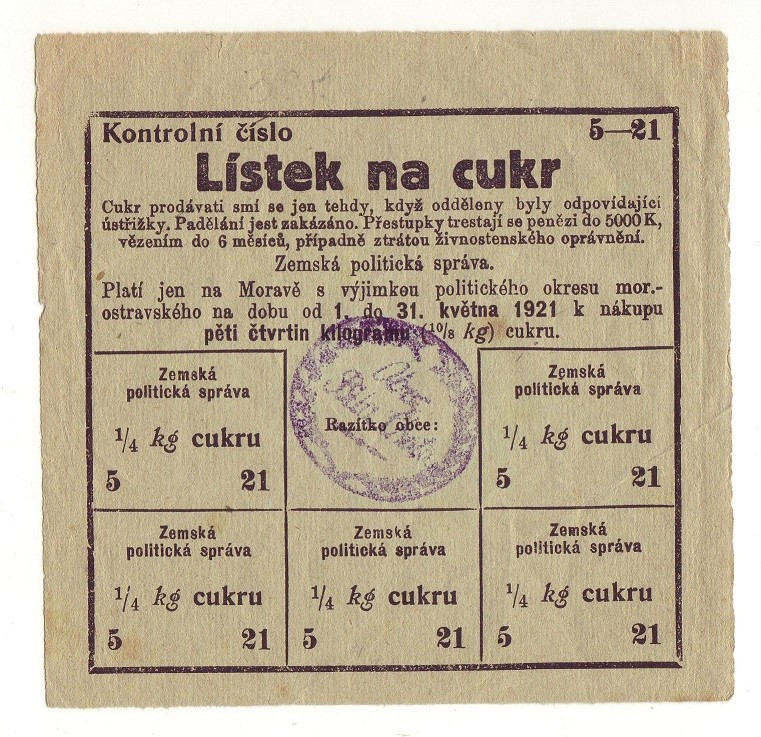 Kontrolní číslo 5—21
Lístek na cukr
Cukr prodávati smí se jen tehdy, když odděleny byly odpovídající
ústřižky. Padělání jest zakázáno. Přestupky trestají se penězi do 5000 K,
vězením do 6 měsíců, případně ztrátou živnostenského oprávnění.
Zemská politická správa.
Platí jen na Moravě s výjimkou politického okresu mor.-
ostravského na dobu od 1. do 31. května 1921 k nákupu
pěti čtvrtin kilogramu (¹⁰/₈ kg) cukru.
Zemská
politická správa
¹/₄ kg cukru
5 21
Razítko obce:
Zemská
politická správa
¹/₄ kg cukru
5 21
Zemská
politická správa
¹/₄ kg cukru
5 21
Zemská
politická správa
¹/₄ kg cukru
5 21
Zemská
politická správa
¹/₄ kg cukru
5 21